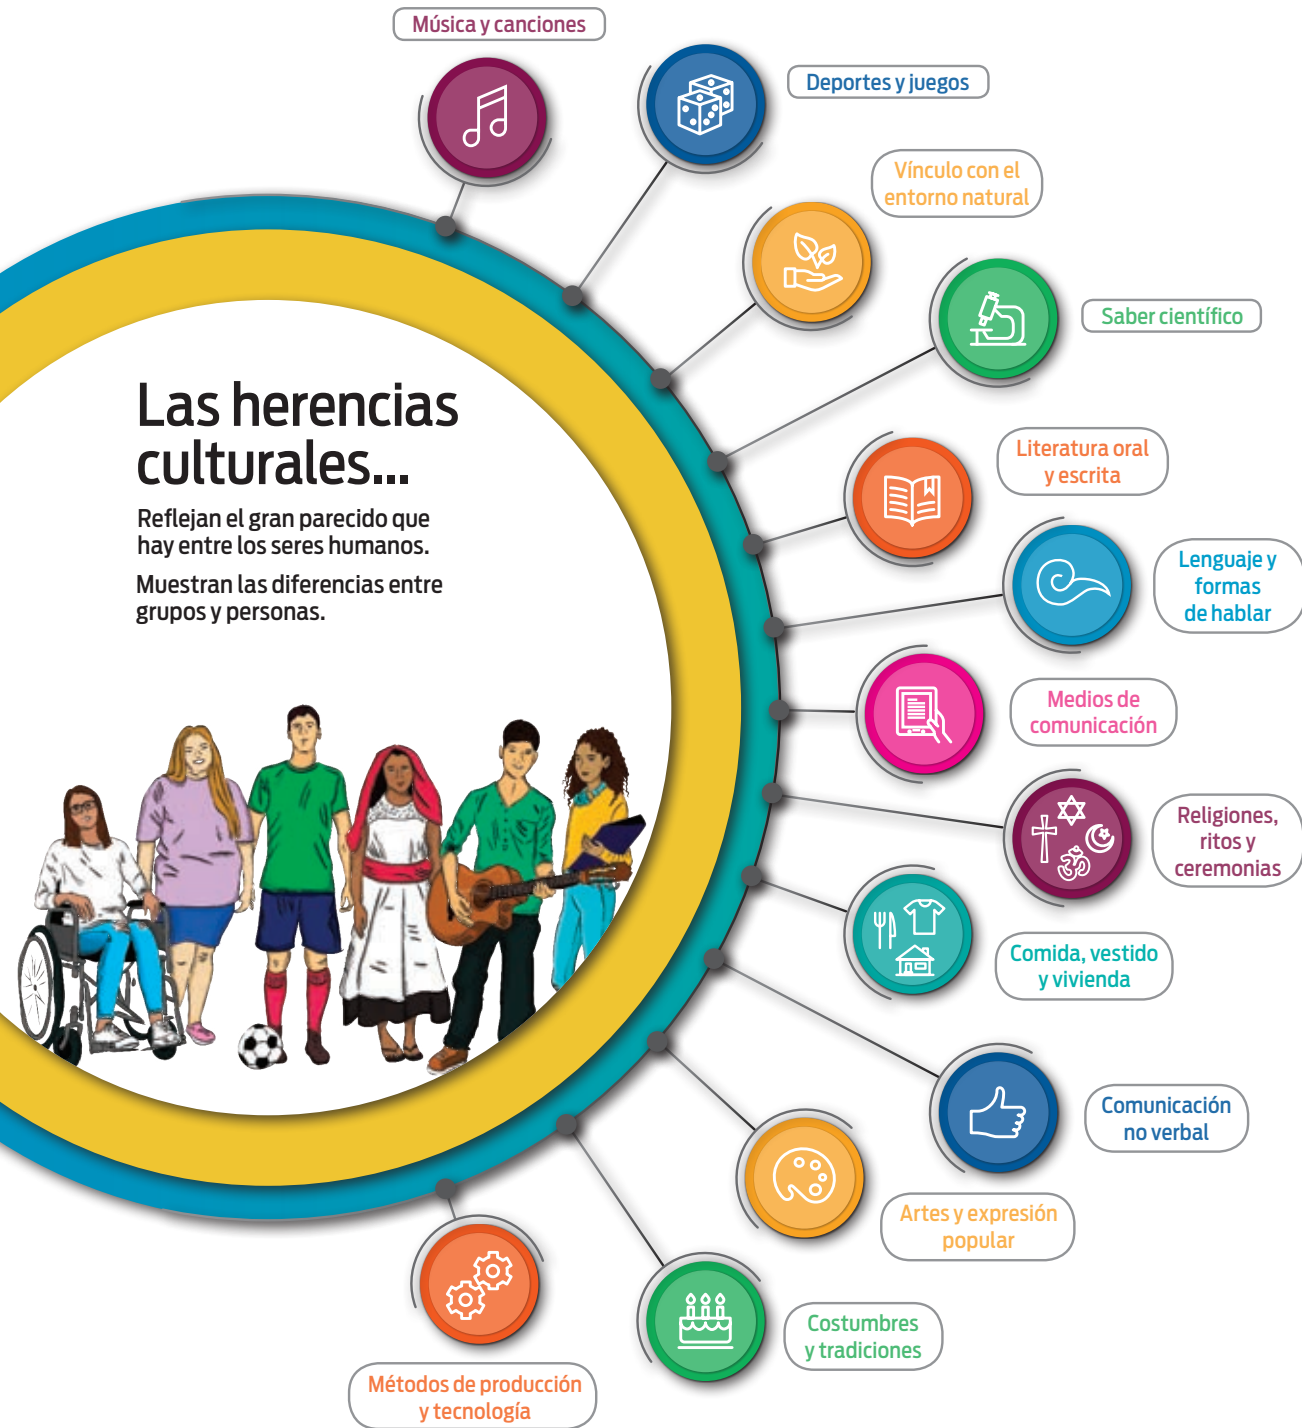 Música y canciones
Deportes y juegos
Vínculo con el
entorno natural
Saber científico
Las herencias
culturales...
Reflejan el gran parecido que
hay entre los seres humanos.
Muestran las diferencias entre
grupos y personas.
Literatura oral
y escrita
Lenguaje y
formas
de hablar
Medios de
comunicación
Religiones,
ritos y
ceremonias
Comida, vestido
y vivienda
Comunicación
no verbal
Artes y expresión
popular
Costumbres
y tradiciones
Métodos de producción
y tecnología